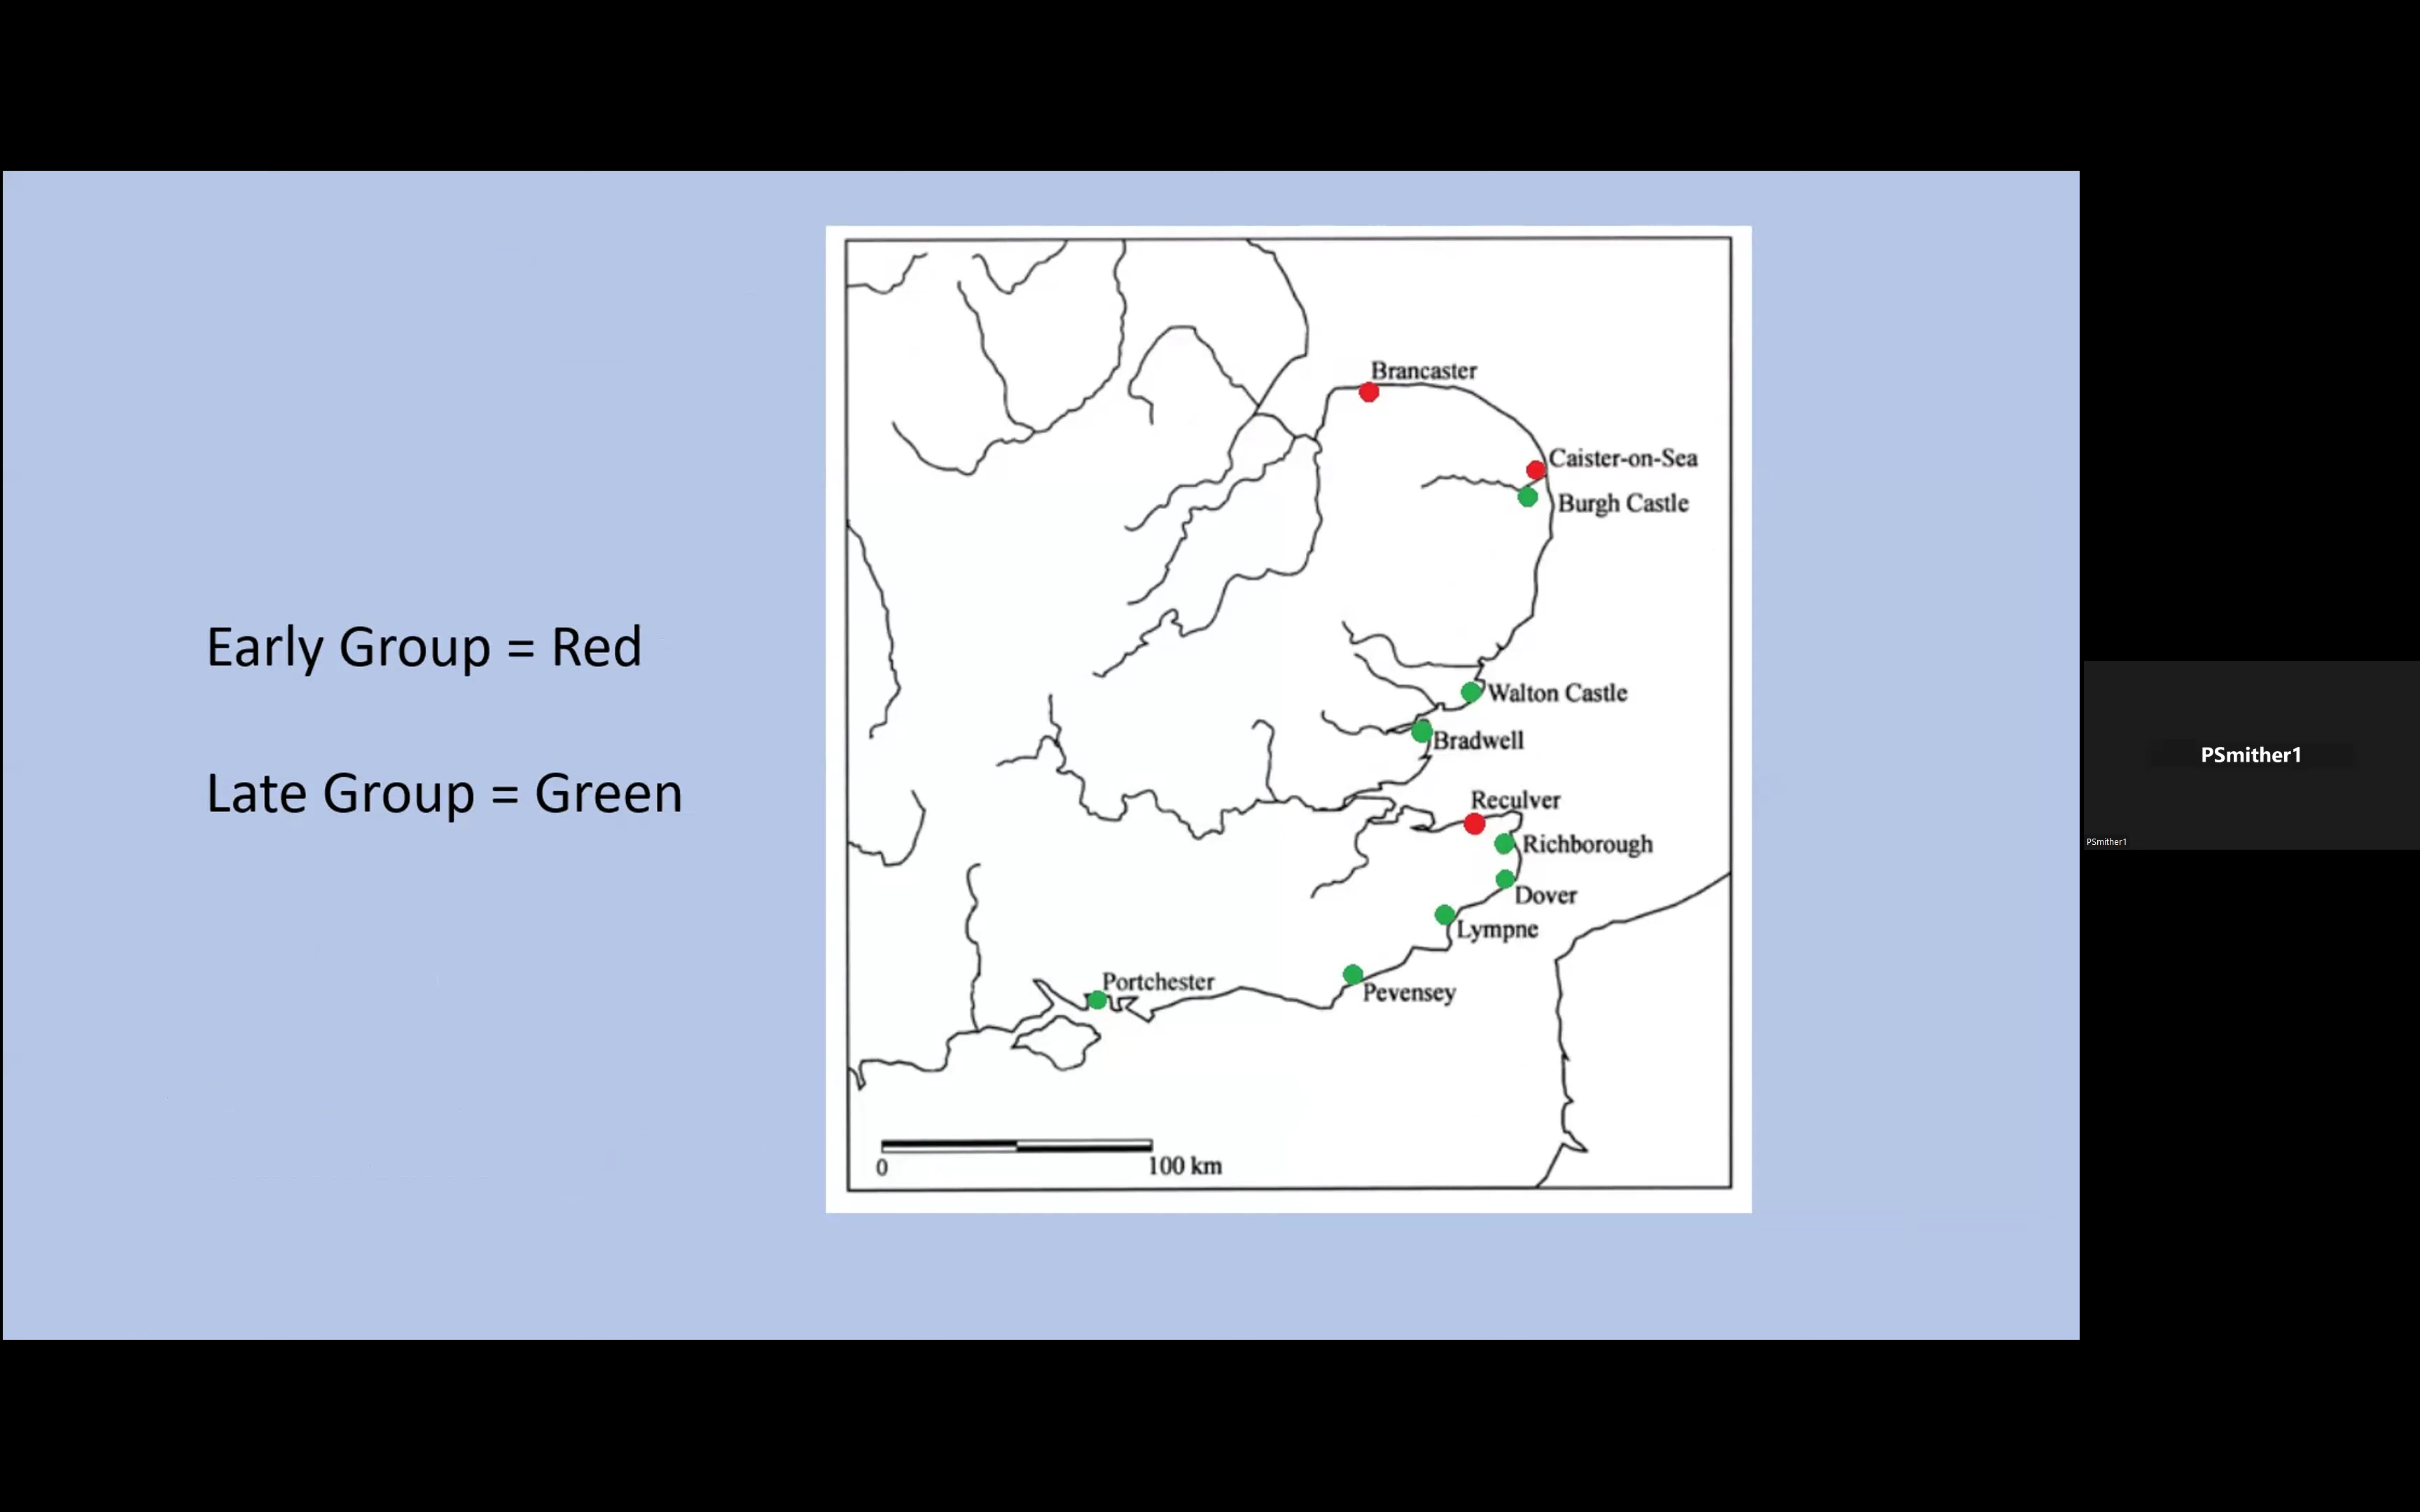 Early Group = Red
Late Group = Green
Brancaster
Caister-on-Sea
Burgh Castle
Walton Castle
Bradwell
Reculver
Richborough
Dover
Lympne
Portchester
Pevensey
0
100 km
PSmither1
PSmither1